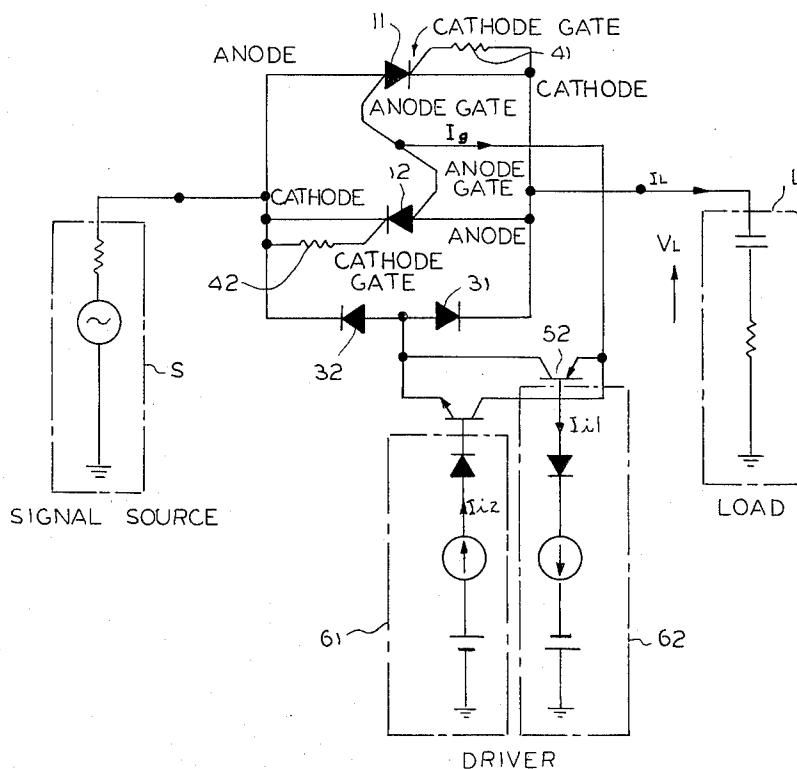 11
CATHODE GATE
41
ANODE
CATHODE
ANODE GATE
Ig
ANODE
GATE
12
CATHODE
IL
L
ANODE
VL
CATHODE
GATE
42
31
32
52
S
Ii1
SIGNAL SOURCE
Ii2
LOAD
61
62
DRIVER